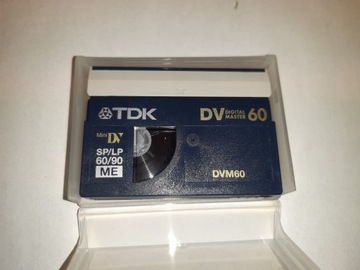 TDK
DV DIGITAL MASTER 60
Mini DV
SP/LP
60/90
ME
DVM60